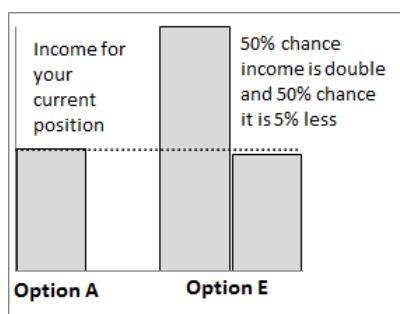 Income for
your
current
position
50% chance
income is double
and 50% chance
it is 5% less
Option A
Option E